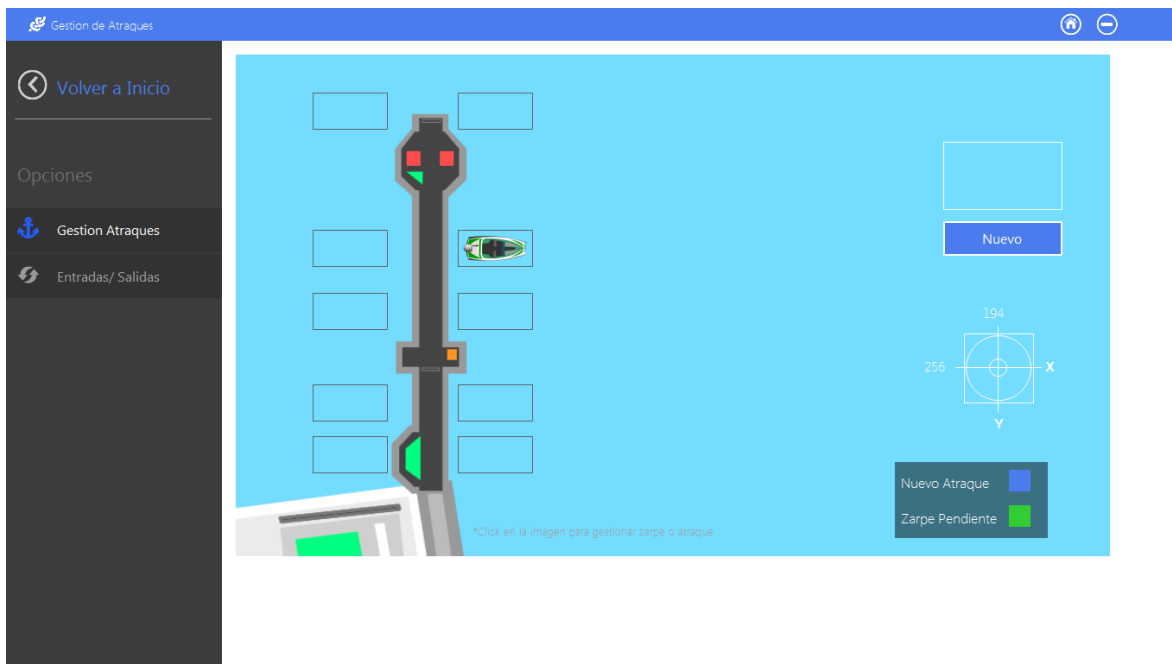 Gestion de Atraques
Volver a Inicio
Opciones
Gestion Atraques
Entradas/ Salidas
Nuevo
194
256
X
Y
Nuevo Atraque
Zarpe Pendiente
*Click en la imagen para gestionar zarpe o atraque